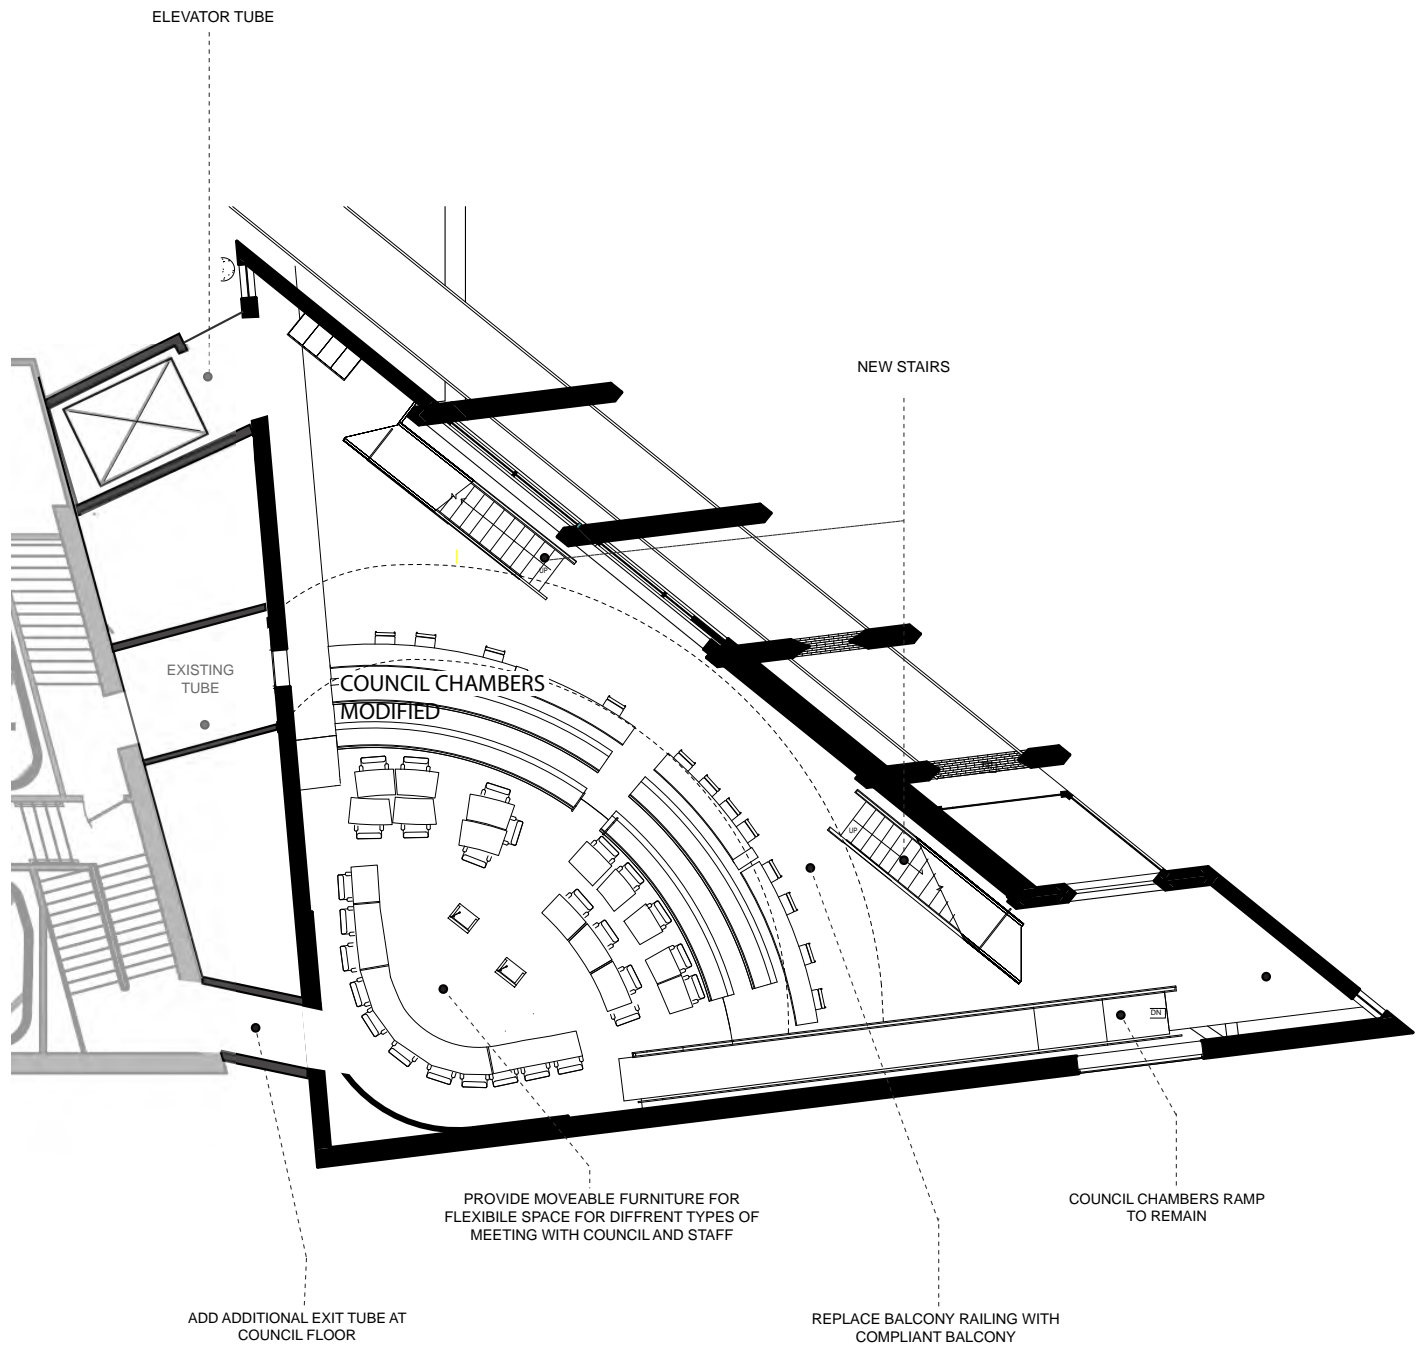 ELEVATOR TUBE
NEW STAIRS
UP
EXISTING
TUBE
COUNCIL CHAMBERS
MODIFIED
UP
DN
PROVIDE MOVEABLE FURNITURE FOR
FLEXIBILE SPACE FOR DIFFRENT TYPES OF
MEETING WITH COUNCIL AND STAFF
COUNCIL CHAMBERS RAMP
TO REMAIN
ADD ADDITIONAL EXIT TUBE AT
COUNCIL FLOOR
REPLACE BALCONY RAILING WITH
COMPLIANT BALCONY